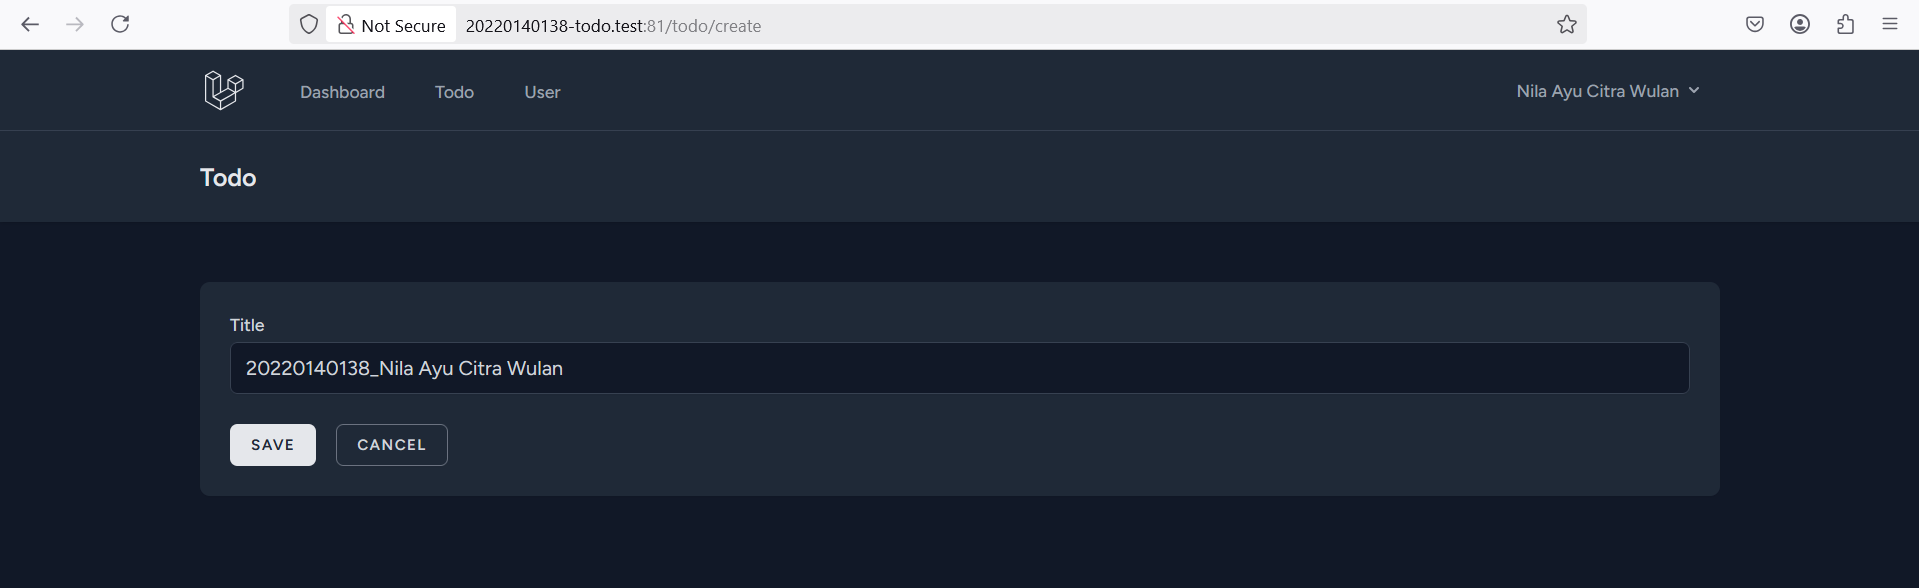 Not Secure 20220140138-todo.test:81/todo/create
Dashboard Todo User Nila Ayu Citra Wulan
Todo
Title
20220140138_Nila Ayu Citra Wulan
SAVE CANCEL